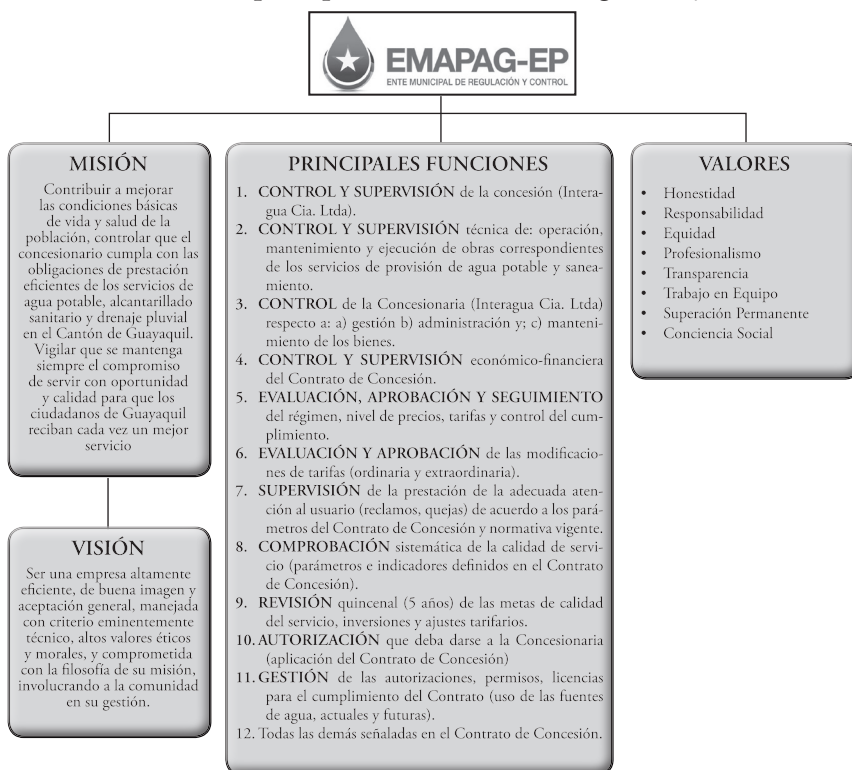 EMAPAG-EP
ENTE MUNICIPAL DE REGULACIÓN Y CONTROL
MISIÓN
Contribuir a mejorar
las condiciones básicas
de vida y salud de la
población, controlar que el
concesionario cumpla con las
obligaciones de prestación
eficientes de los servicios de
agua potable, alcantarillado
sanitario y drenaje pluvial
en el Cantón de Guayaquil.
Vigilar que se mantenga
siempre el compromiso
de servir con oportunidad
y calidad para que los
ciudadanos de Guayaquil
reciban cada vez un mejor
servicio
VISIÓN
Ser una empresa altamente
eficiente, de buena imagen y
aceptación general, manejada
con criterio eminentemente
técnico, altos valores éticos
y morales, y comprometida
con la filosofía de su misión,
involucrando a la comunidad
en su gestión.
PRINCIPALES FUNCIONES
1. CONTROL Y SUPERVISIÓN de la concesión (Intera-
gua Cia. Ltda).
2. CONTROL Y SUPERVISIÓN técnica de: operación,
mantenimiento y ejecución de obras correspondientes
de los servicios de provisión de agua potable y sanea-
miento.
3. CONTROL de la Concesionaria (Interagua Cia. Ltda)
respecto a: a) gestión b) administración y; c) manteni-
miento de los bienes.
4. CONTROL Y SUPERVISIÓN económico-financiera
del Contrato de Concesión.
5. EVALUACIÓN, APROBACIÓN Y SEGUIMIENTO
del régimen, nivel de precios, tarifas y control del cum-
plimiento.
6. EVALUACIÓN Y APROBACIÓN de las modificacio-
nes de tarifas (ordinaria y extraordinaria).
7. SUPERVISIÓN de la prestación de la adecuada aten-
ción al usuario (reclamos, quejas) de acuerdo a los pará-
metros del Contrato de Concesión y normativa vigente.
8. COMPROBACIÓN sistemática de la calidad de servi-
cio (parámetros e indicadores definidos en el Contrato
de Concesión).
9. REVISIÓN quincenal (5 años) de las metas de calidad
del servicio, inversiones y ajustes tarifarios.
10. AUTORIZACIÓN que deba darse a la Concesionaria
(aplicación del Contrato de Concesión)
11. GESTIÓN de las autorizaciones, permisos, licencias
para el cumplimiento del Contrato (uso de las fuentes
de agua, actuales y futuras).
12. Todas las demás señaladas en el Contrato de Concesión.
VALORES
• Honestidad
• Responsabilidad
• Equidad
• Profesionalismo
• Transparencia
• Trabajo en Equipo
• Superación Permanente
• Conciencia Social